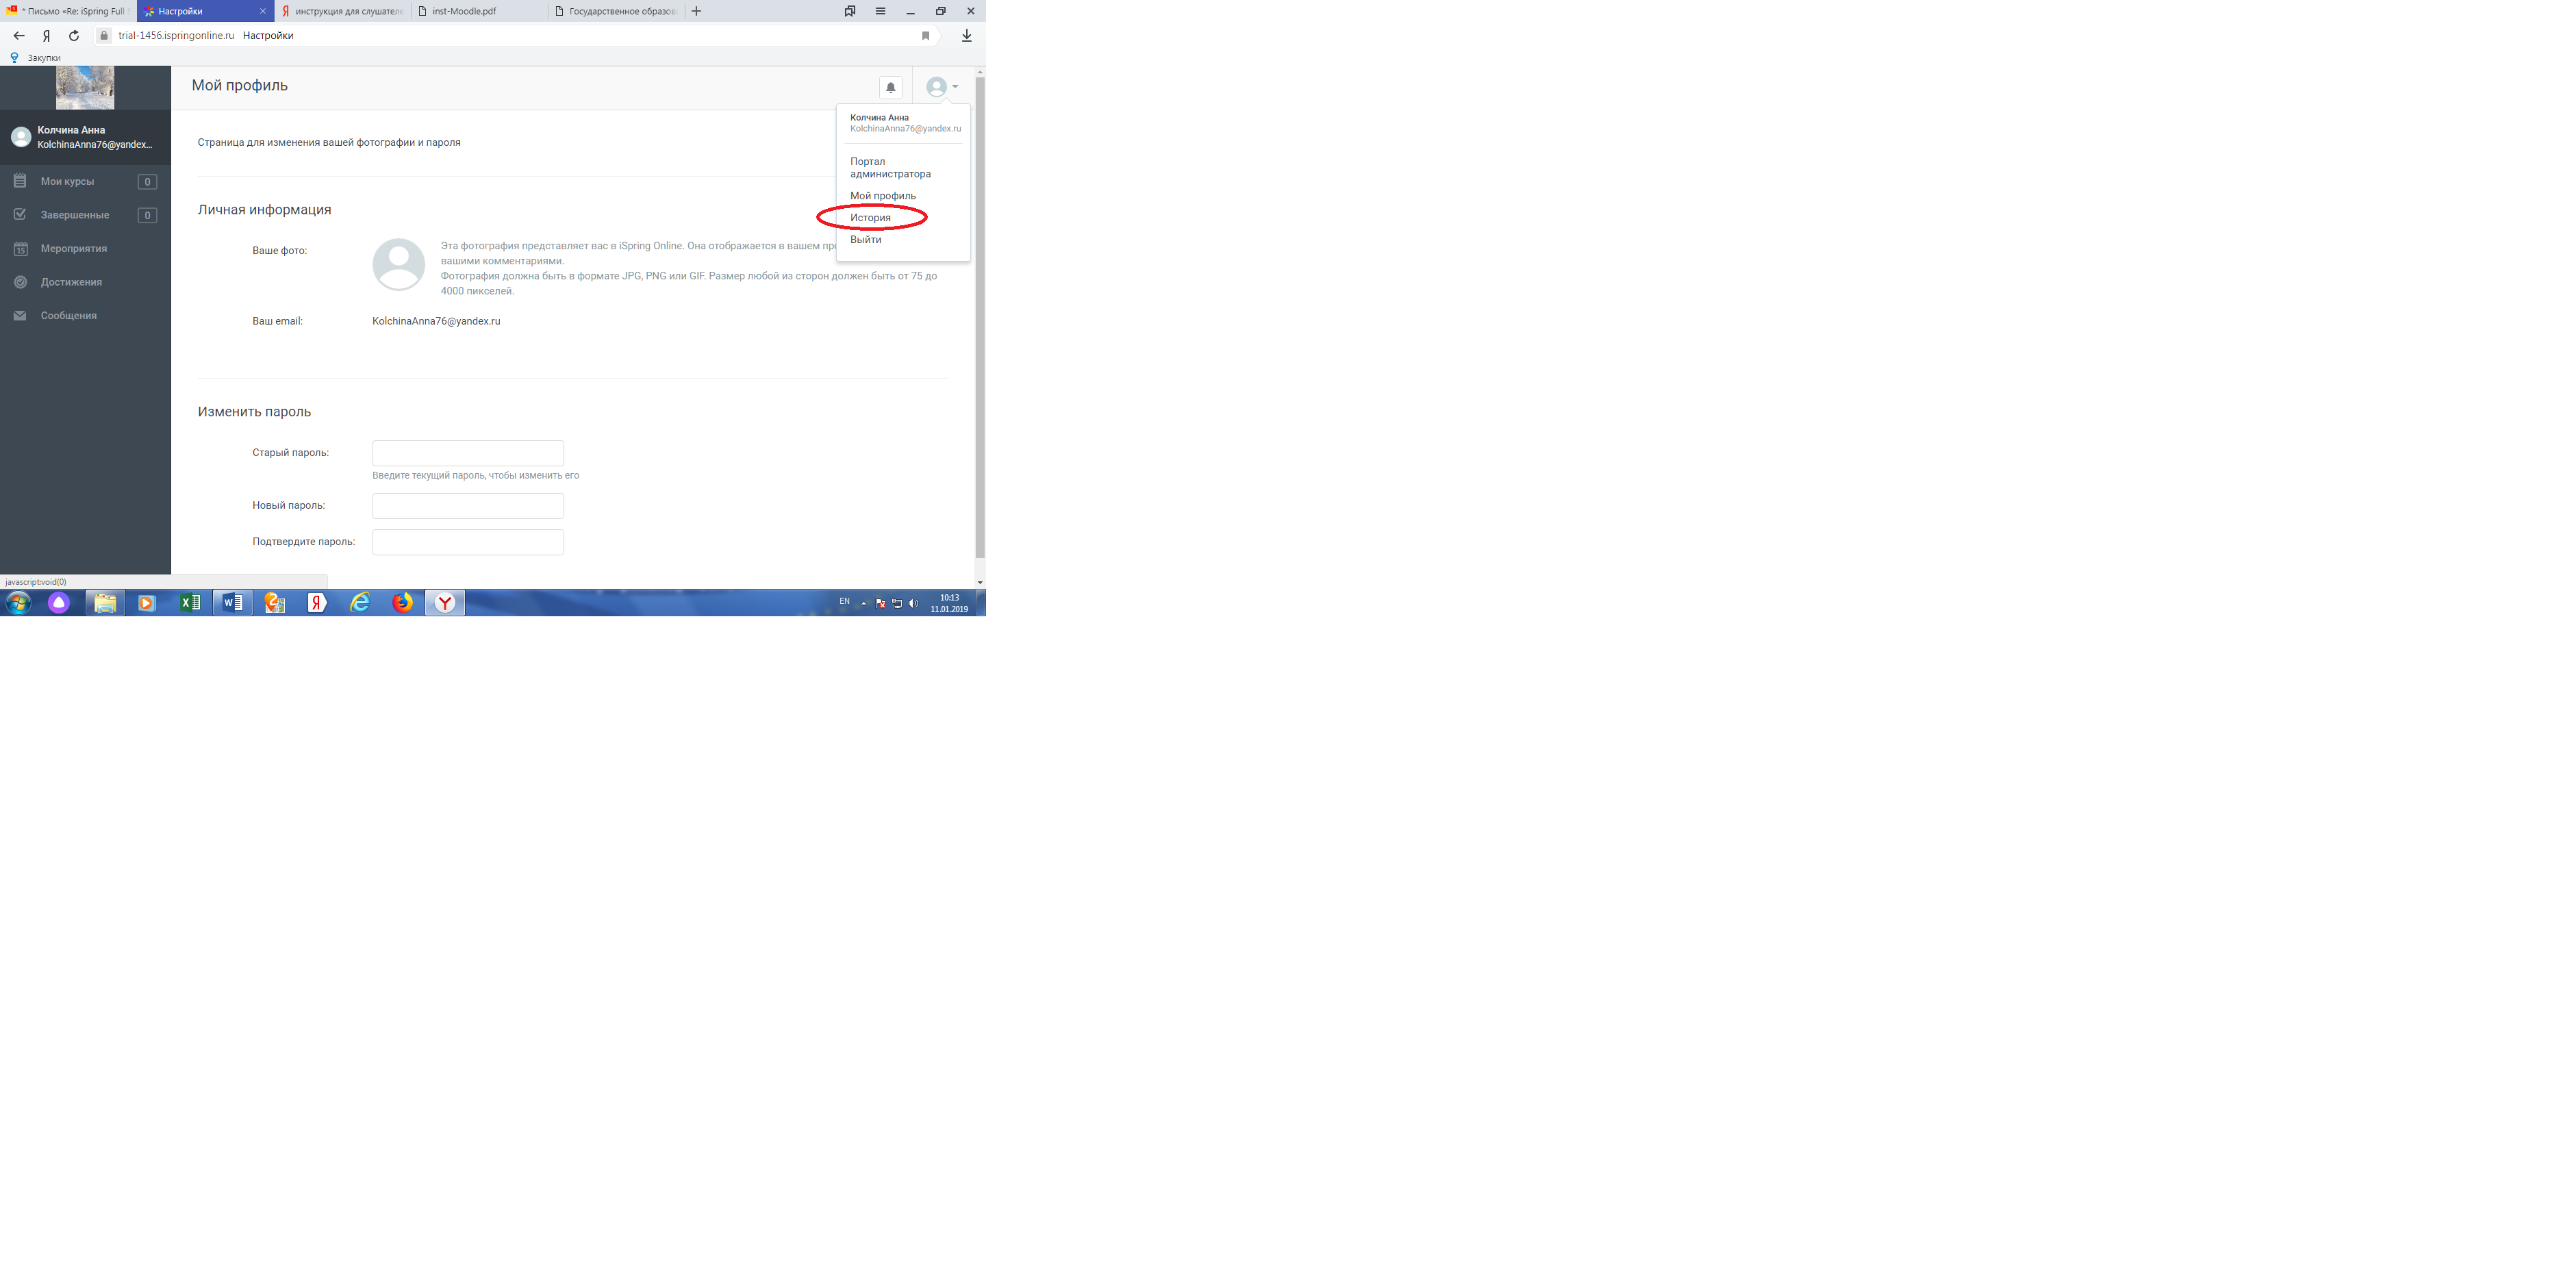 * Письмо «Re: iSpring Full S
Настройки
инструкция для слушател
inst-Moodle.pdf
Государственное образов
Я
trial-1456.ispringonline.ru Настройки
Закупки
Мой профиль
Колчина Анна
KolchinaAnna76@yandex.ru
Колчина Анна
KolchinaAnna76@yandex...
Страница для изменения вашей фотографии и пароля
Портал
администратора
Мой профиль
История
Выйти
Мои курсы 0
Завершенные 0
Мероприятия
15
Достижения
Сообщения
Личная информация
Ваше фото:
Эта фотография представляет вас в iSpring Online. Она отображается в вашем
вашими комментариями.
Фотография должна быть в формате JPG, PNG или GIF. Размер любой из сторон должен быть от 75 до
4000 пикселей.
Ваш email:
KolchinaAnna76@yandex.ru
Изменить пароль
Старый пароль:
Введите текущий пароль, чтобы изменить его
Новый пароль:
Подтвердите пароль:
javascript:void(0)
EN
10:13
11.01.2019